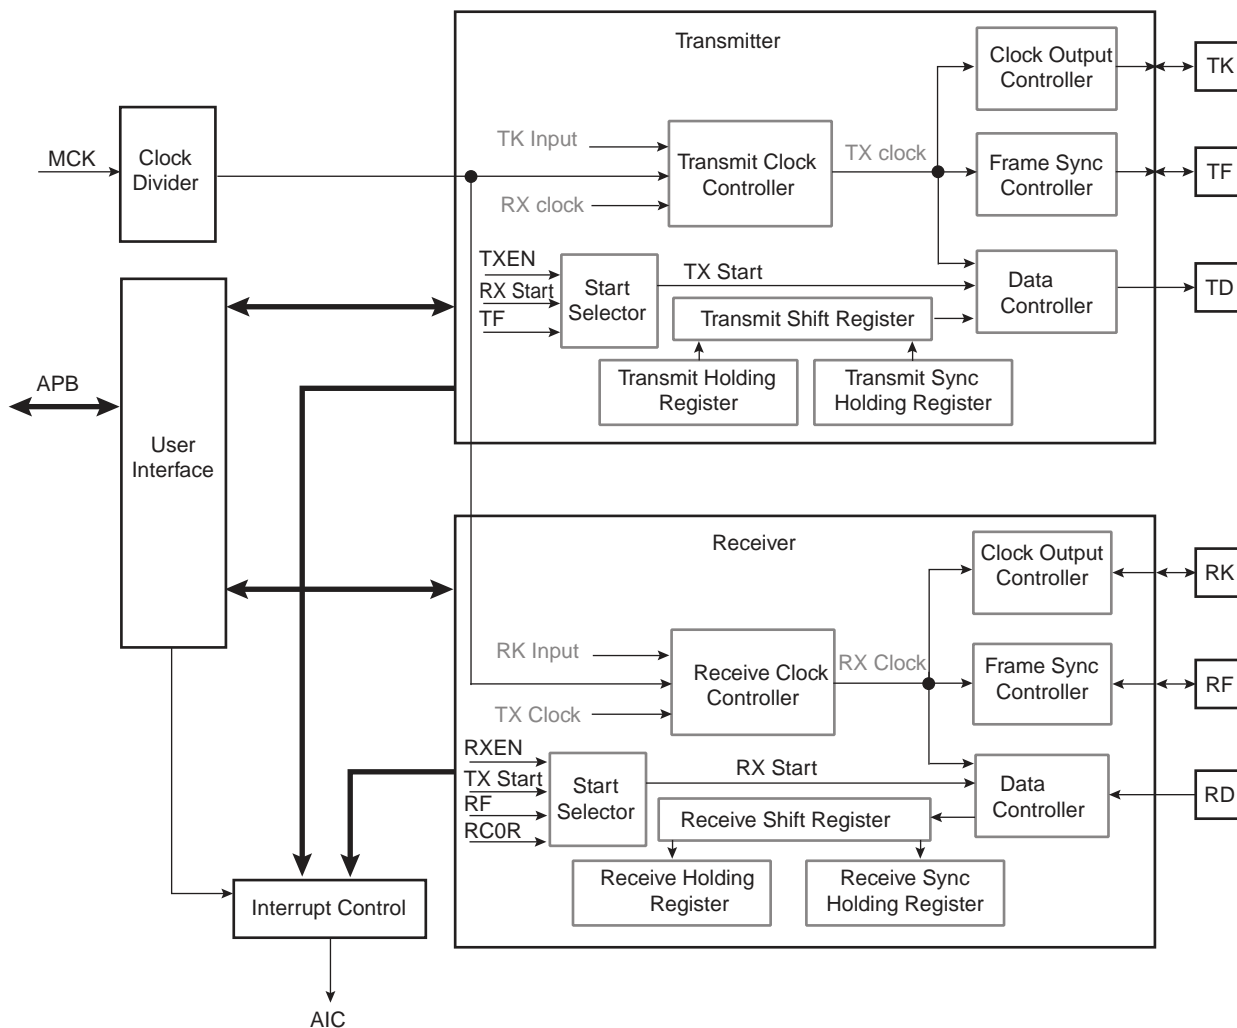 Transmitter
Clock Output
Controller
TK
MCK
Clock
Divider
TK Input
Transmit Clock
Controller
TX clock
RX clock
Frame Sync
Controller
TF
TXEN
RX Start
TF
Start
Selector
TX Start
Transmit Shift Register
Data
Controller
TD
Transmit Holding
Register
Transmit Sync
Holding Register
APB
User
Interface
Receiver
Clock Output
Controller
RK
RK Input
Receive Clock
Controller
RX Clock
TX Clock
Frame Sync
Controller
RF
RXEN
TX Start
RF
RC0R
Start
Selector
RX Start
Receive Shift Register
Data
Controller
RD
Receive Holding
Register
Receive Sync
Holding Register
Interrupt Control
AIC